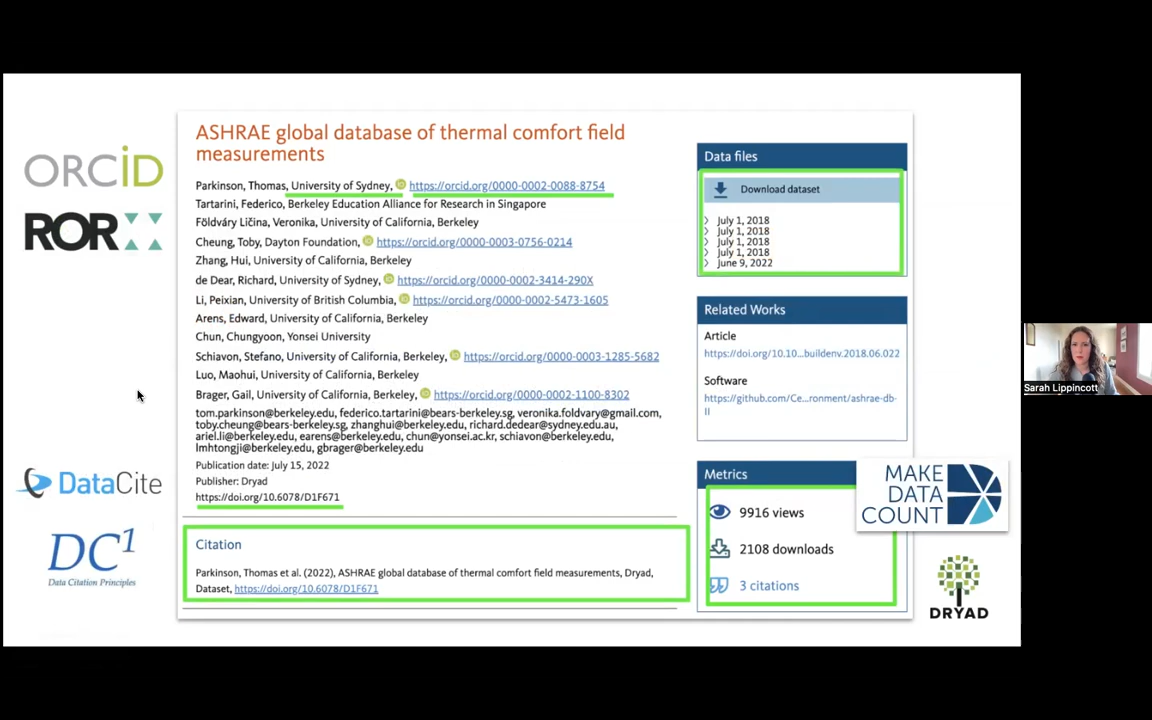 ORCID
ROR
DataCite
DC1
Data Citation Principles
ASHRAE global database of thermal comfort field
measurements
Parkinson, Thomas, University of Sydney, https://orcid.org/0000-0002-0088-8754
Tartarini, Federico, Berkeley Education Alliance for Research in Singapore
Földváry Ličina, Veronika, University of California, Berkeley
Cheung, Toby, Dayton Foundation, https://orcid.org/0000-0003-0756-0214
Zhang, Hui, University of California, Berkeley
de Dear, Richard, University of Sydney, https://orcid.org/0000-0002-3414-290X
Li, Peixian, University of British Columbia, https://orcid.org/0000-0002-5473-1605
Arens, Edward, University of California, Berkeley
Chun, Chungyoon, Yonsei University
Schiavon, Stefano, University of California, Berkeley, https://orcid.org/0000-0003-1285-5682
Luo, Maohui, University of California, Berkeley
Brager, Gail, University of California, Berkeley, https://orcid.org/0000-0002-1100-8302
tom.parkinson@berkeley.edu, federico.tartarini@bears-berkeley.sg, veronika.foldvary@gmail.com,
toby.cheung@bears-berkeley.sg, zhanghui@berkeley.edu, richard.dedear@sydney.edu.au,
ariel.li@berkeley.edu, earens@berkeley.edu, chun@yonsei.ac.kr, schiavon@berkeley.edu,
lmhtongji@berkeley.edu, gbrager@berkeley.edu
Publication date: July 15, 2022
Publisher: Dryad
https://doi.org/10.6078/D1F671
Citation
Parkinson, Thomas et al. (2022), ASHRAE global database of thermal comfort field measurements, Dryad,
Dataset, https://doi.org/10.6078/D1F671
Data files
Download dataset
July 1, 2018
July 1, 2018
July 1, 2018
July 1, 2018
June 9, 2022
Related Works
Article
https://doi.org/10.10...buildenv.2018.06.022
Software
https://github.com/Ce...ronment/ashrae-db-
II
Metrics
9916 views
2108 downloads
3 citations
MAKE
DATA
COUNT
DRYAD
Sarah Lippincott